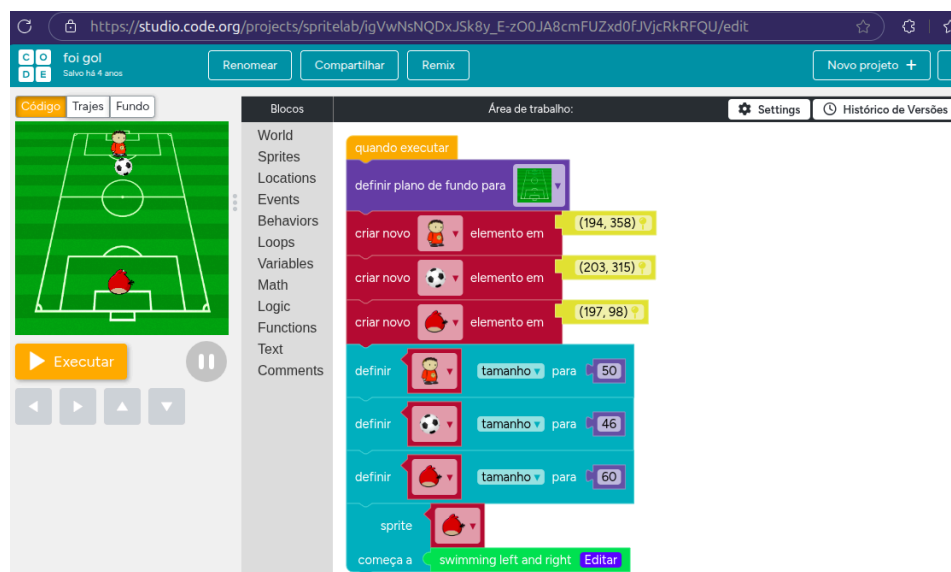 https://studio.code.org/projects/spritelab/igVwNsNQDxJSk8y_E-zO0JA8cmFUZxd0fJVjcRkRFQU/edit
CO
DE
foi gol
Salvo há 4 anos
Renomear
Compartilhar
Remix
Novo projeto +
Código
Trajes
Fundo
Blocos
Área de trabalho:
Settings
Histórico de Versões
World
Sprites
Locations
Events
Behaviors
Loops
Variables
Math
Logic
Functions
Text
Comments
Executar
quando executar
definir plano de fundo para
criar novo elemento em (194, 358)
criar novo elemento em (203, 315)
criar novo elemento em (197, 98)
definir tamanho para 50
definir tamanho para 46
definir tamanho para 60
sprite
começa a swimming left and right Editar